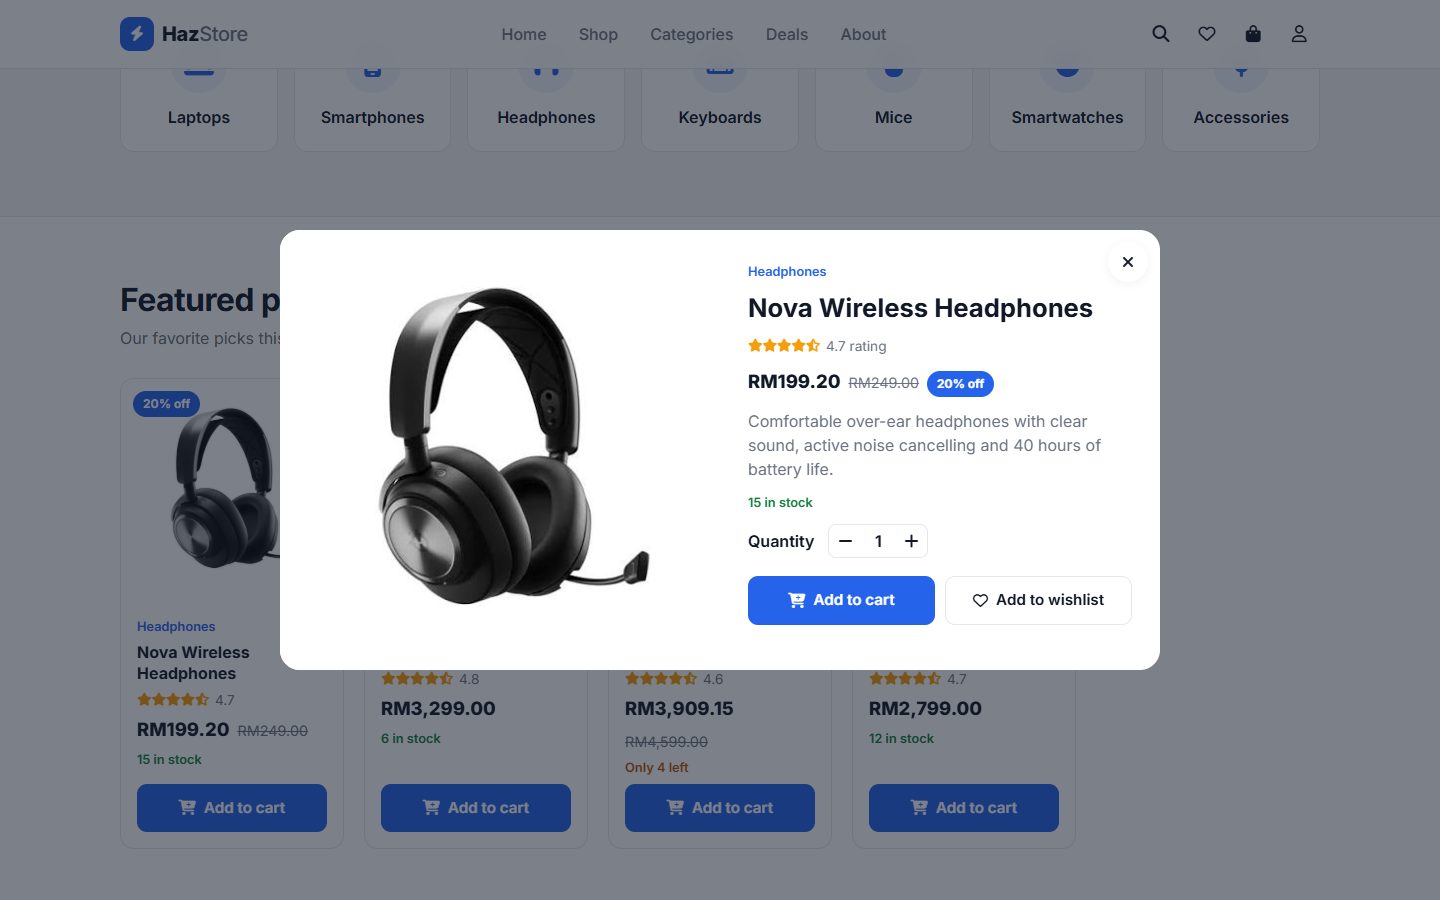 HazStore
Home Shop Categories Deals About
Laptops Smartphones Headphones Keyboards Mice Smartwatches Accessories
Featured p
Our favorite picks this
20% off
Headphones
Nova Wireless Headphones
4.7 rating
RM199.20 RM249.00 20% off
Comfortable over-ear headphones with clear
sound, active noise cancelling and 40 hours of
battery life.
15 in stock
Quantity 1
Add to cart Add to wishlist
Headphones
Nova Wireless
Headphones
4.7
RM199.20 RM249.00
15 in stock
Add to cart
4.8
RM3,299.00
6 in stock
Add to cart
4.6
RM3,909.15
RM4,599.00
Only 4 left
Add to cart
4.7
RM2,799.00
12 in stock
Add to cart